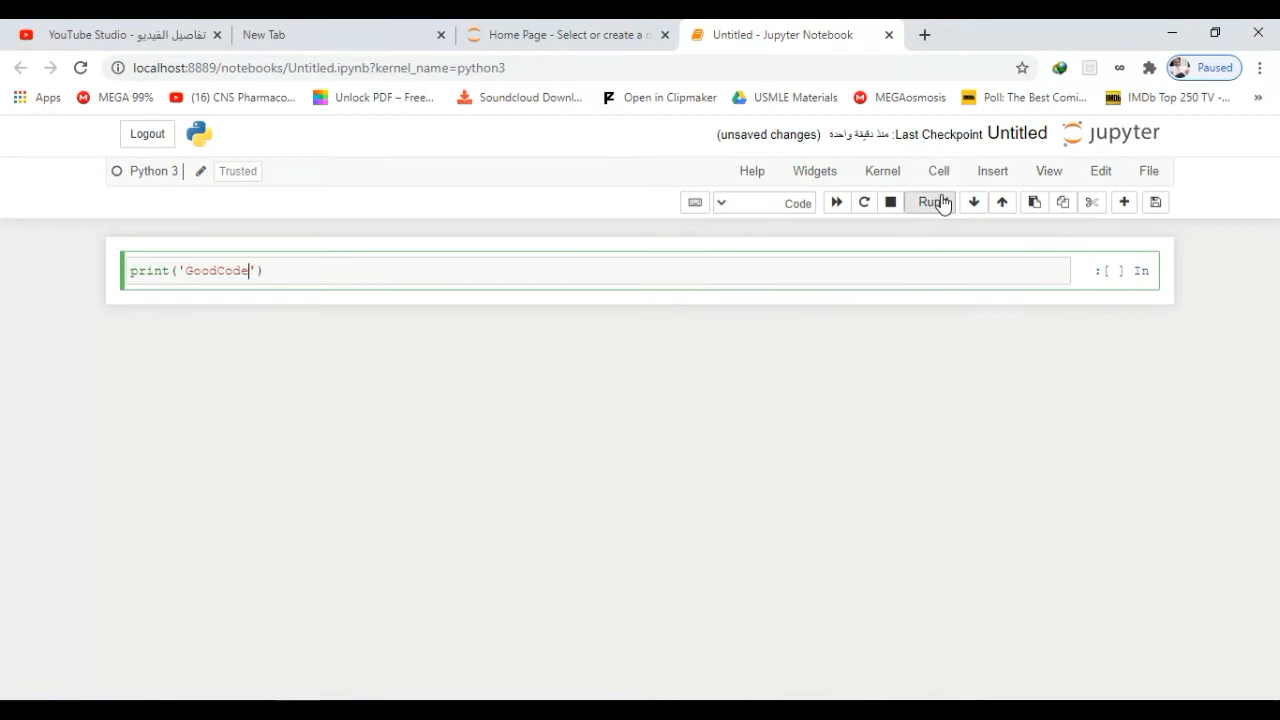 YouTube Studio - تفاصيل الفيديو
New Tab
Home Page - Select or create a n
Untitled - Jupyter Notebook
localhost:8889/notebooks/Untitled.ipynb?kernel_name=python3
Paused
Apps
MEGA 99%
(16) CNS Pharmaco...
Unlock PDF – Free...
Soundcloud Downl...
Open in Clipmaker
USMLE Materials
MEGAosmosis
Poll: The Best Comi...
IMDb Top 250 TV -...
Logout
(unsaved changes) منذ دقيقة واحده :Last Checkpoint Untitled jupyter
Python 3
Trusted
Help
Widgets
Kernel
Cell
Insert
View
Edit
File
Code
Run
print('GoodCode')
:[ ] In